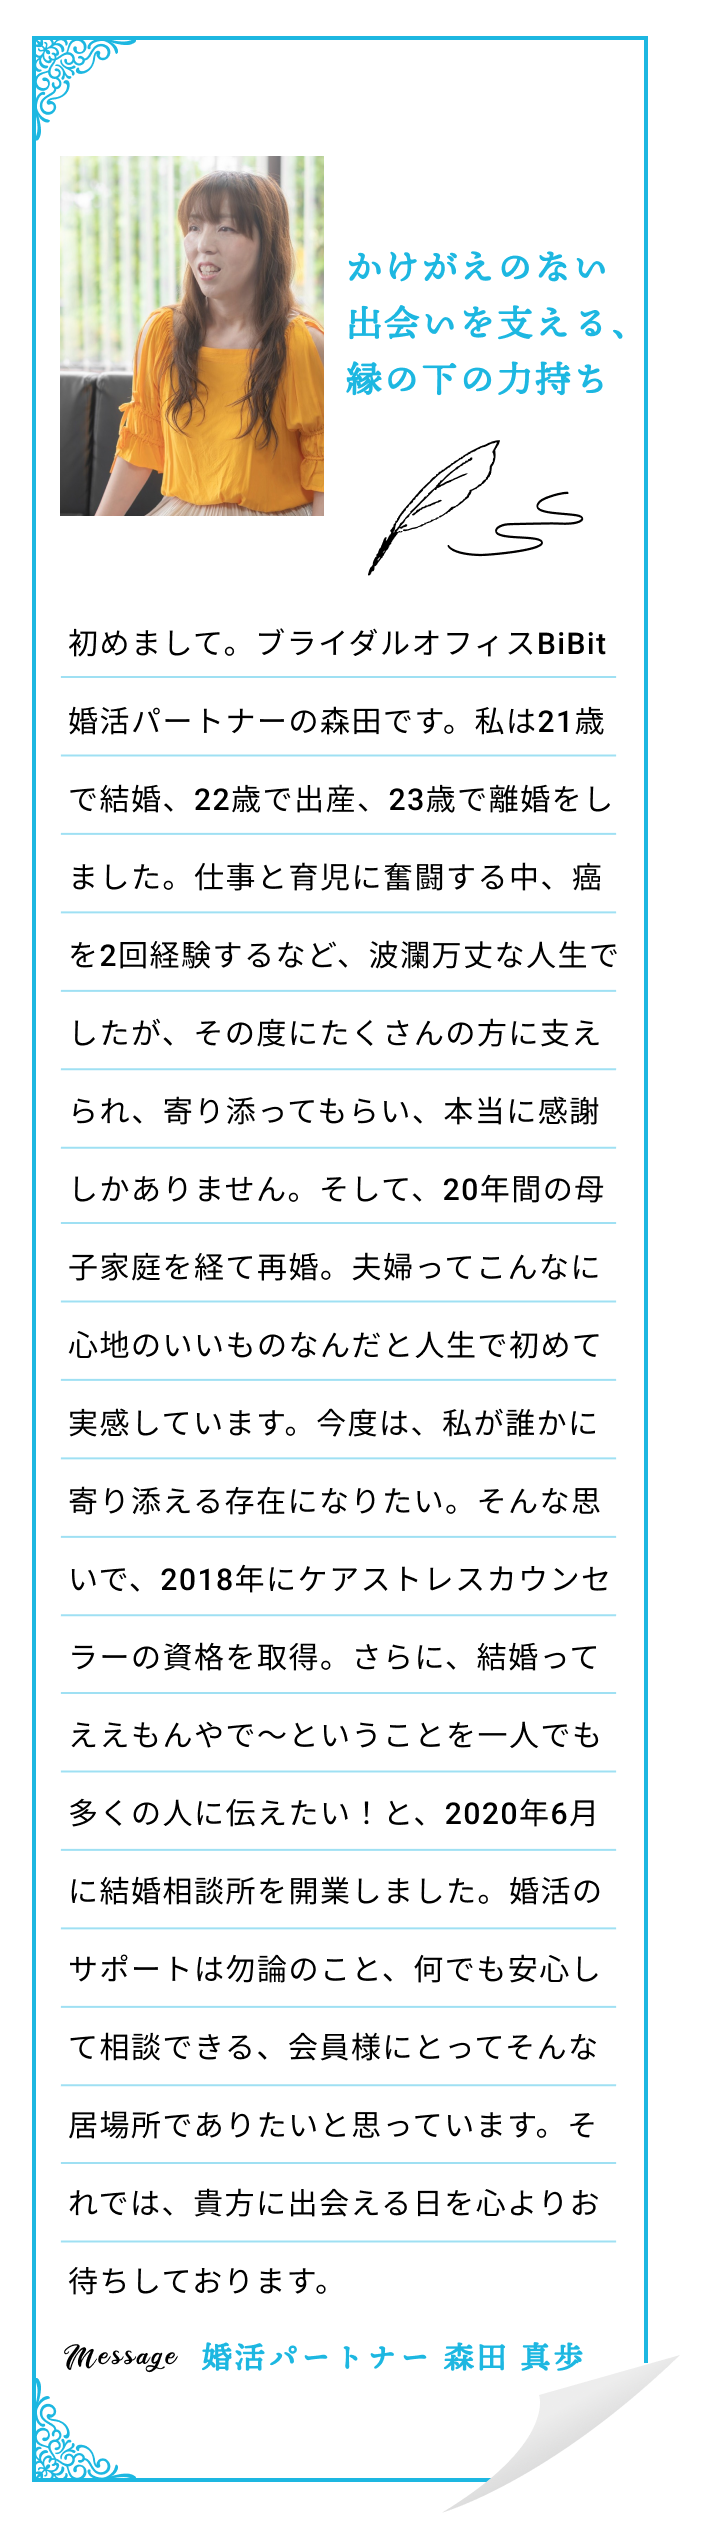 かけがえのない
出会いを支える、
縁の下の力持ち
初めまして。ブライダルオフィスBiBit
婚活パートナーの森田です。私は21歳
で結婚、22歳で出産、23歳で離婚をし
ました。仕事と育児に奮闘する中、癌
を2回経験するなど、波瀾万丈な人生で
したが、その度にたくさんの方に支え
られ、寄り添ってもらい、本当に感謝
しかありません。そして、20年間の母
子家庭を経て再婚。夫婦ってこんなに
心地のいいものなんだと人生で初めて
実感しています。今度は、私が誰かに
寄り添える存在になりたい。そんな思
いで、2018年にケアストレスカウンセ
ラーの資格を取得。さらに、結婚って
ええもんやで〜ということを一人でも
多くの人に伝えたい！と、2020年6月
に結婚相談所を開業しました。婚活の
サポートは勿論のこと、何でも安心し
て相談できる、会員様にとってそんな
居場所でありたいと思っています。そ
れでは、貴方に出会える日を心よりお
待ちしております。
Message 婚活パートナー 森田 真歩